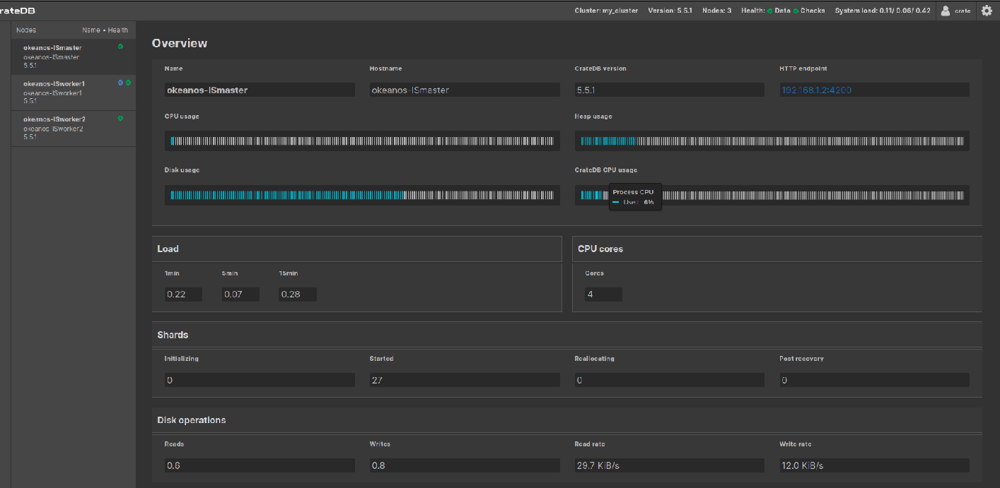 rateDB Cluster: my_cluster Version: 5.5.1 Nodes: 3 Health: Data Checks System load: 0.11/ 0.06/ 0.42 crate
Nodes Name • Health
okeanos-ISmaster
okeanos-ISmaster
5.5.1
okeanos-ISworker1
okeanos-ISworker1
5.5.1
okeanos-ISworker2
okeanos-ISworker2
5.5.1
Overview
Name Hostname CrateDB version HTTP endpoint
okeanos-ISmaster okeanos-ISmaster 5.5.1 192.168.1.2:4200
CPU usage Heap usage
Disk usage CrateDB CPU usage
Process CPU
Used: 6%
Load CPU cores
1min 5min 15min Cores
0.22 0.07 0.28 4
Shards
Initializing Started Reallocating Post recovery
0 27 0 0
Disk operations
Reads Writes Read rate Write rate
0.6 0.8 29.7 KiB/s 12.0 KiB/s